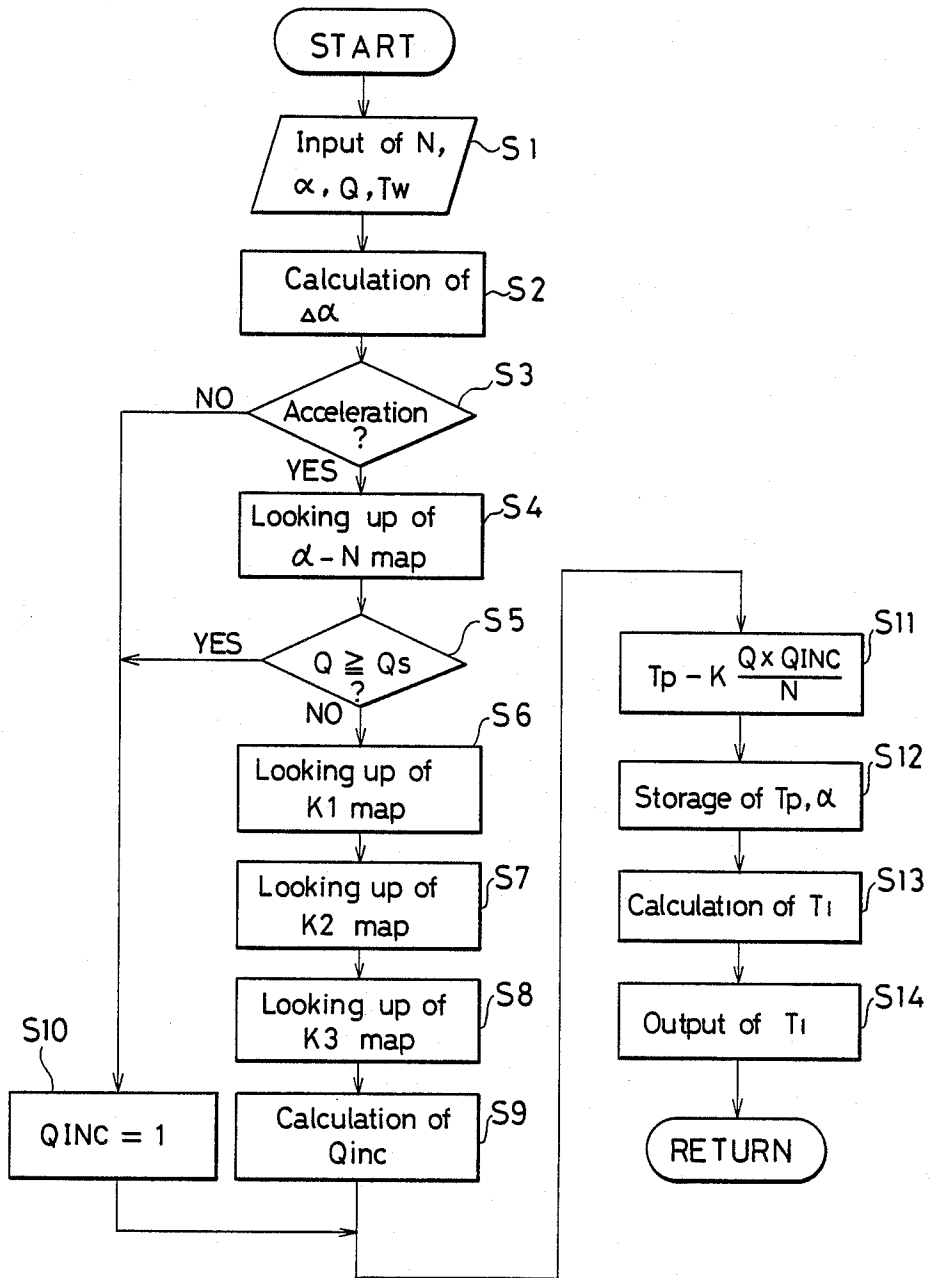 START
Input of N,
α, Q, Tw
S1
Calculation of
Δα
S2
Acceleration
?
S3
NO
YES
Looking up of
α - N map
S4
Q ≧ Qs
?
S5
YES
NO
Looking up of
K1 map
S6
Looking up of
K2 map
S7
Looking up of
K3 map
S8
Calculation of
Qinc
S9
S10
QINC = 1
S11
Tp - K Q x QINC / N
S12
Storage of Tp, α
S13
Calculation of Tı
S14
Output of Tı
RETURN